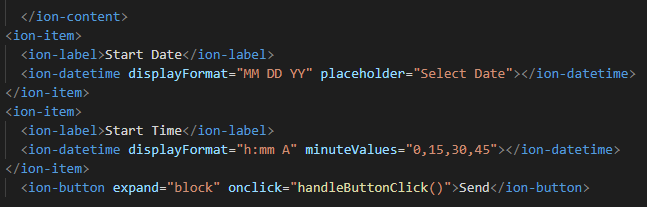 </ion-content>
<ion-item>
<ion-label>Start Date</ion-label>
<ion-datetime displayFormat="MM DD YY" placeholder="Select Date"></ion-datetime>
</ion-item>
<ion-item>
<ion-label>Start Time</ion-label>
<ion-datetime displayFormat="h:mm A" minuteValues="0,15,30,45"></ion-datetime>
</ion-item>
<ion-button expand="block" onclick="handleButtonClick()">Send</ion-button>